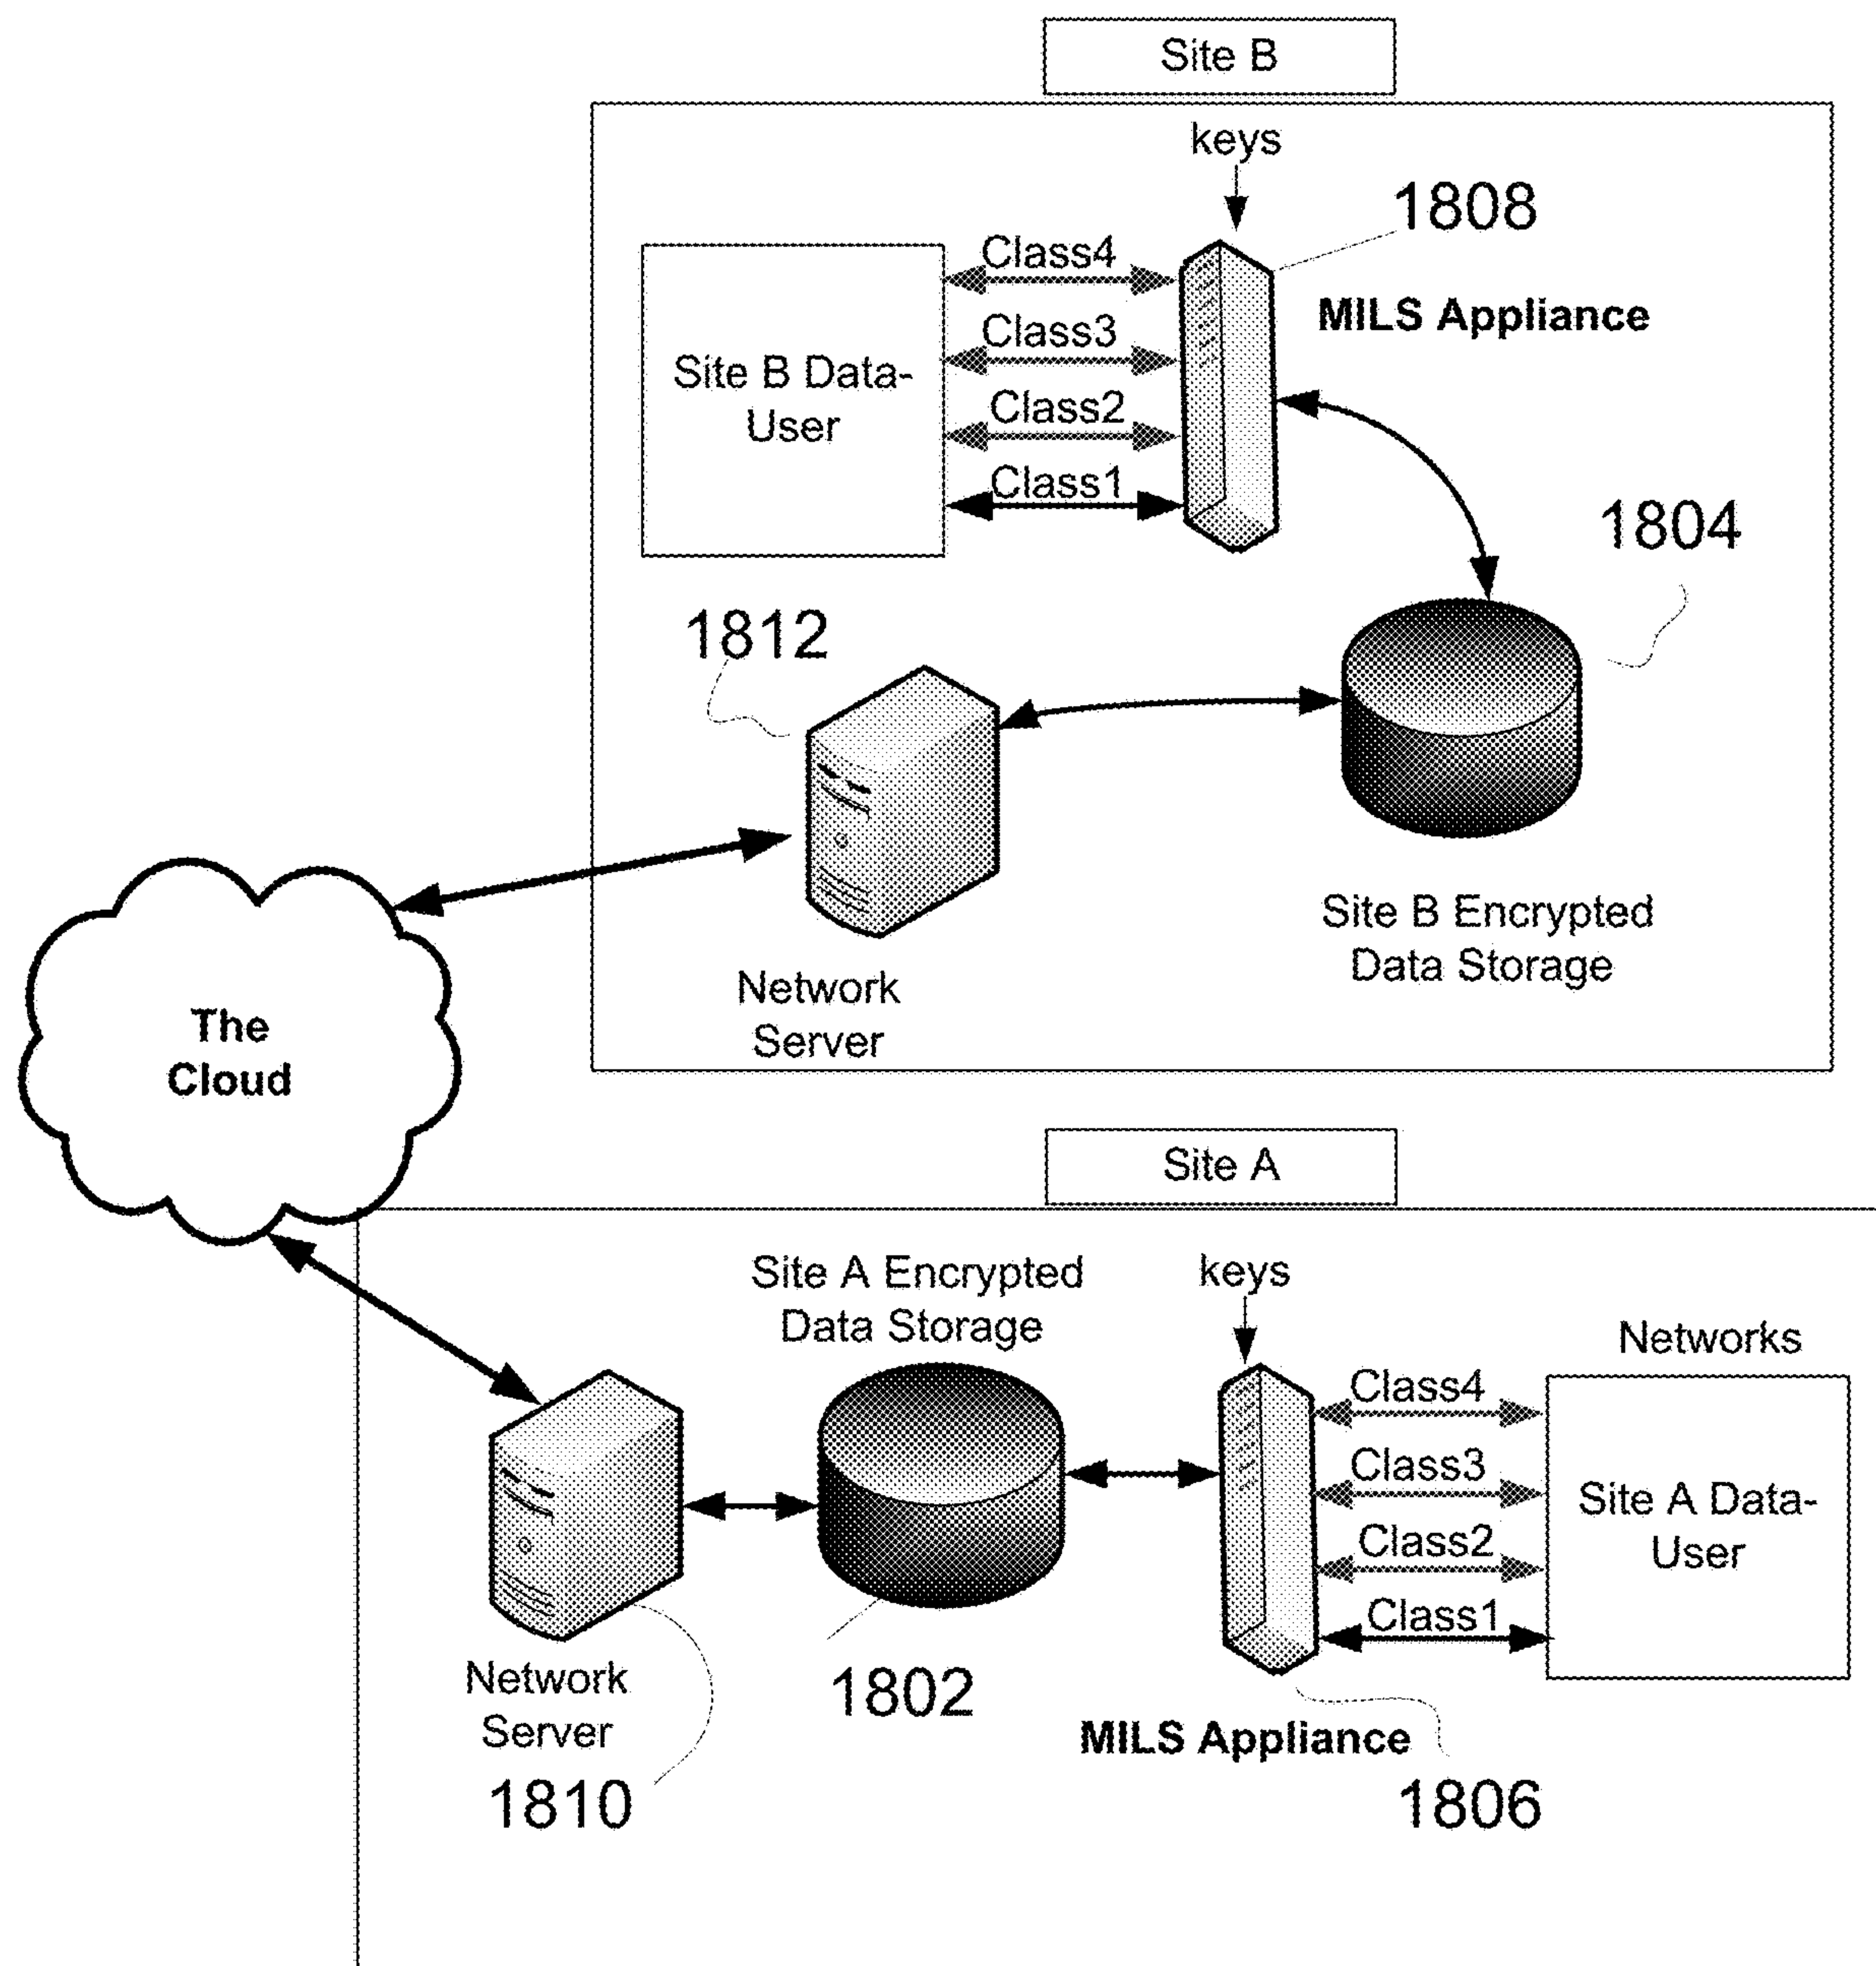 Site B
keys
1808
Class4
MILS Appliance
Class3
Site B Data-
User
Class2
Class1
1804
1812
Site B Encrypted
Data Storage
Network
Server
The
Cloud
Site A
Site A Encrypted
Data Storage
keys
Networks
Class4
Class3
Site A Data-
User
Class2
Class1
Network
Server
1802
MILS Appliance
1810
1806